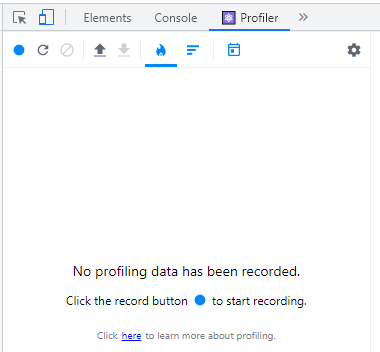 Elements Console Profiler
No profiling data has been recorded.
Click the record button to start recording.
Click here to learn more about profiling.